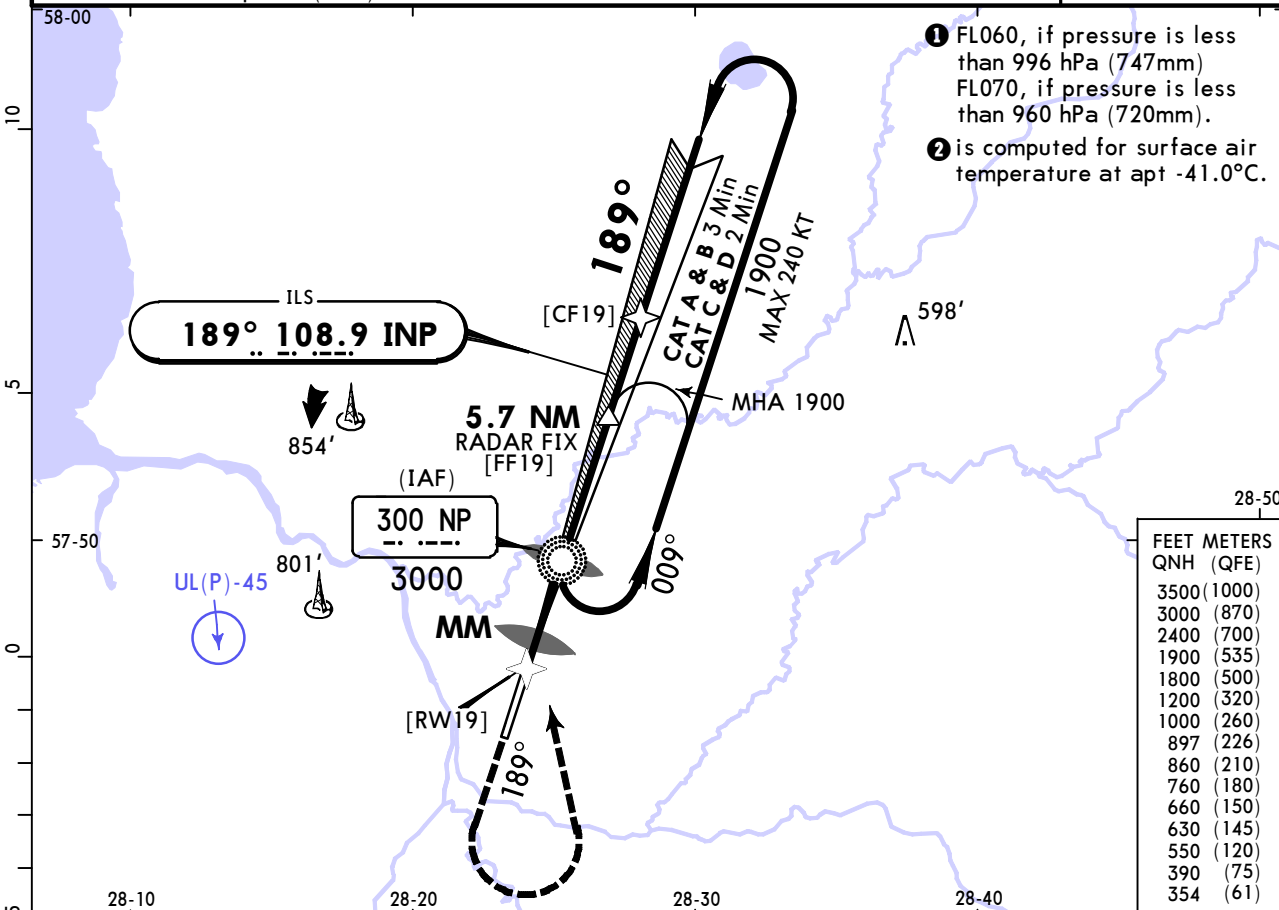 58-00
❶ FL060, if pressure is less
than 996 hPa (747mm)
FL070, if pressure is less
than 960 hPa (720mm).
❷ is computed for surface air
temperature at apt -41.0°C.
10
189°
CAT A & B 3 Min
CAT C & D 2 Min
1900
MAX 240 KT
ILS
189° 108.9 INP
[CF19]
598'
5
MHA 1900
5.7 NM
RADAR FIX
[FF19]
854'
(IAF)
300 NP
3000
28-50
57-50
009°
801'
UL(P)-45
MM
0
[RW19]
189°
FEET METERS
QNH (QFE)
3500 (1000)
3000 (870)
2400 (700)
1900 (535)
1800 (500)
1200 (320)
1000 (260)
897 (226)
860 (210)
760 (180)
660 (150)
630 (145)
550 (120)
390 (75)
354 (61)
28-10
28-20
28-30
28-40